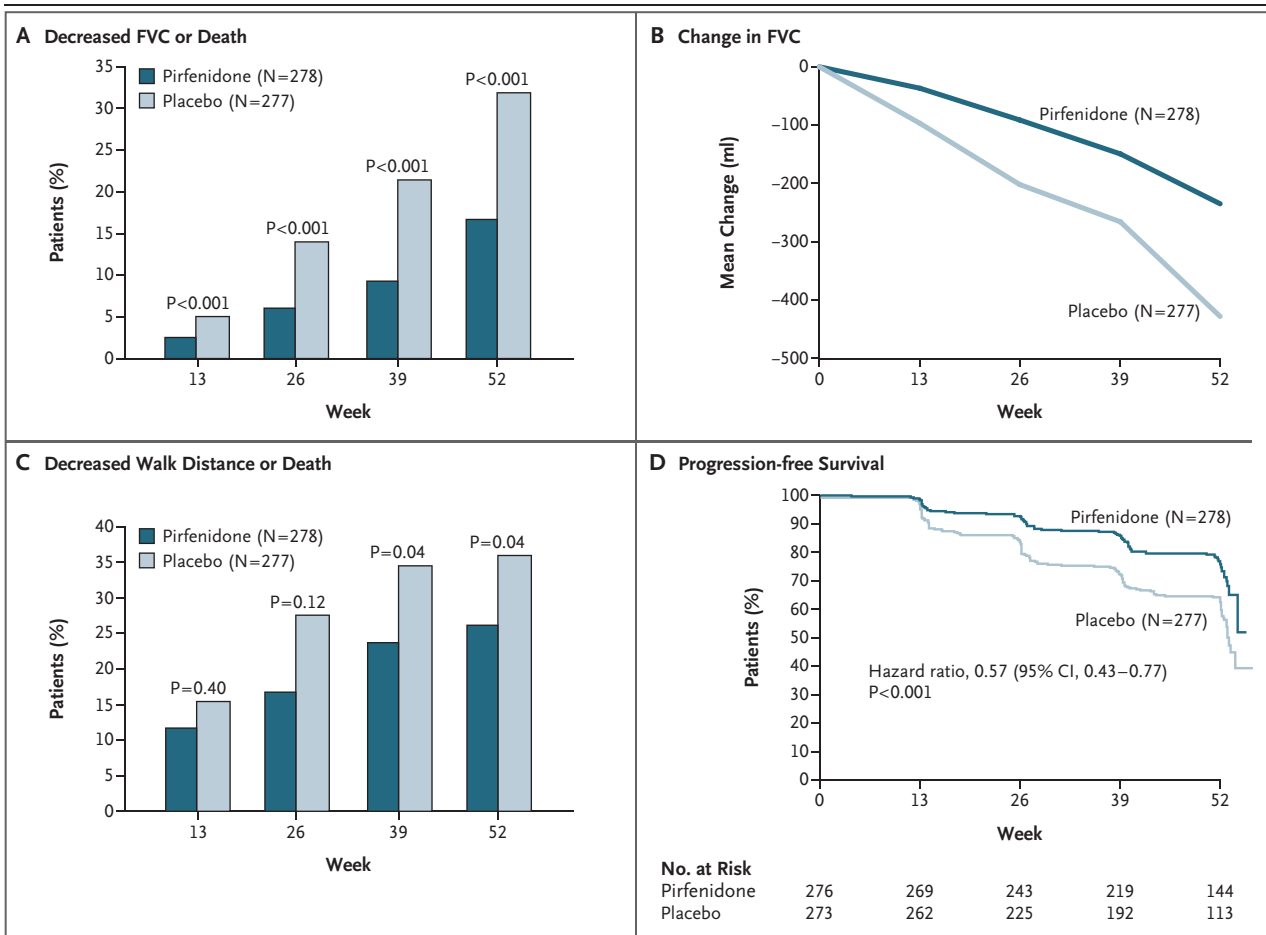 A Decreased FVC or Death
35
30
25
20
15
10
5
0
Patients (%)
Pirfenidone (N=278)
Placebo (N=277)
P<0.001
P<0.001
P<0.001
P<0.001
13 26 39 52
Week
B Change in FVC
0
−100
−200
−300
−400
−500
Mean Change (ml)
Pirfenidone (N=278)
Placebo (N=277)
0 13 26 39 52
Week
C Decreased Walk Distance or Death
40
35
30
25
20
15
10
5
0
Patients (%)
Pirfenidone (N=278)
Placebo (N=277)
P=0.40
P=0.12
P=0.04
P=0.04
13 26 39 52
Week
D Progression-free Survival
100
90
80
70
60
50
40
30
20
10
0
Patients (%)
Pirfenidone (N=278)
Placebo (N=277)
Hazard ratio, 0.57 (95% CI, 0.43–0.77)
P<0.001
0 13 26 39 52
Week
No. at Risk
Pirfenidone 276 269 243 219 144
Placebo 273 262 225 192 113